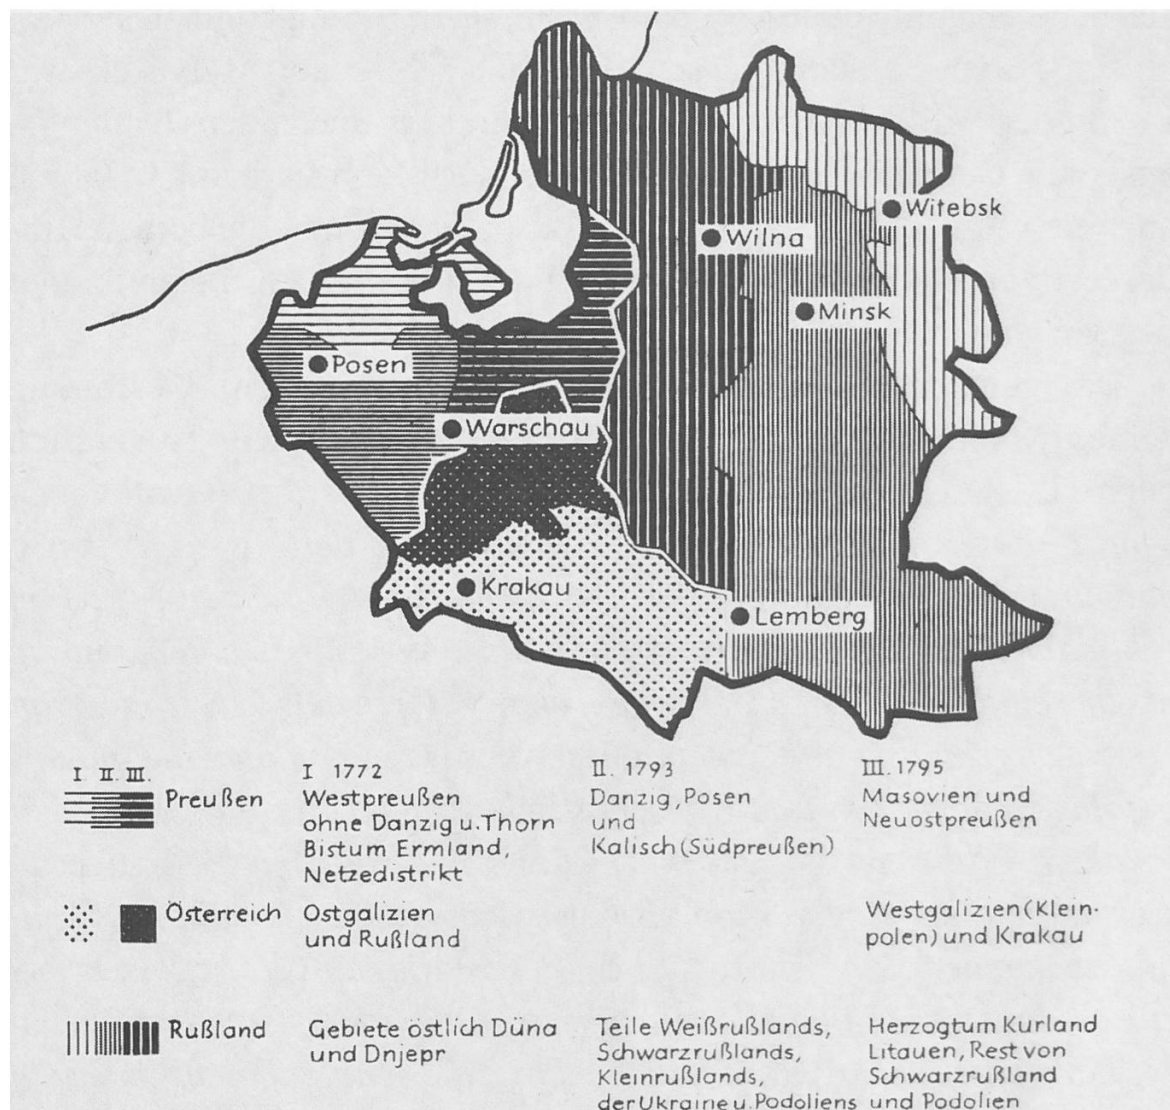 Witebsk
Wilna
Minsk
Posen
Warschau
Krakau
Lemberg
I. II. III.
Preußen
I 1772
Westpreußen
ohne Danzig u. Thorn
Bistum Ermland,
Netzedistrikt
II. 1793
Danzig, Posen
und
Kalisch (Südpreußen)
III. 1795
Masovien und
Neuostpreußen
Österreich
Ostgalizien
und Rußland
Westgalizien (Klein-
polen) und Krakau
Rußland
Gebiete östlich Düna
und Dnjepr
Teile Weißrußlands,
Schwarzrußlands,
Kleinrußlands,
der Ukraine u. Podoliens
Herzogtum Kurland
Litauen, Rest von
Schwarzrußland
und Podolien